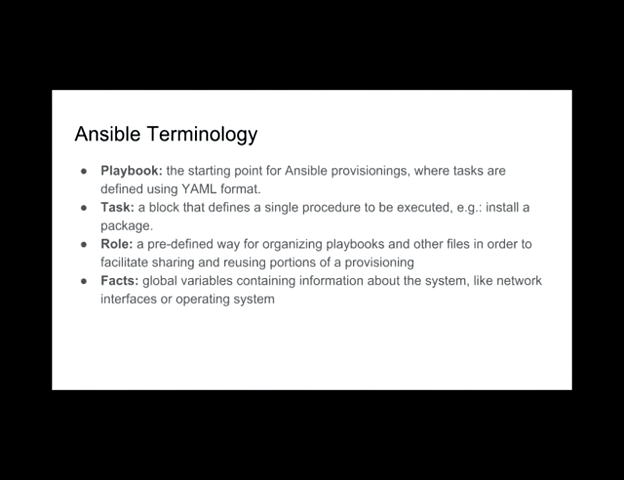 Ansible Terminology
● Playbook: the starting point for Ansible provisionings, where tasks are
defined using YAML format.
● Task: a block that defines a single procedure to be executed, e.g.: install a
package.
● Role: a pre-defined way for organizing playbooks and other files in order to
facilitate sharing and reusing portions of a provisioning
● Facts: global variables containing information about the system, like network
interfaces or operating system